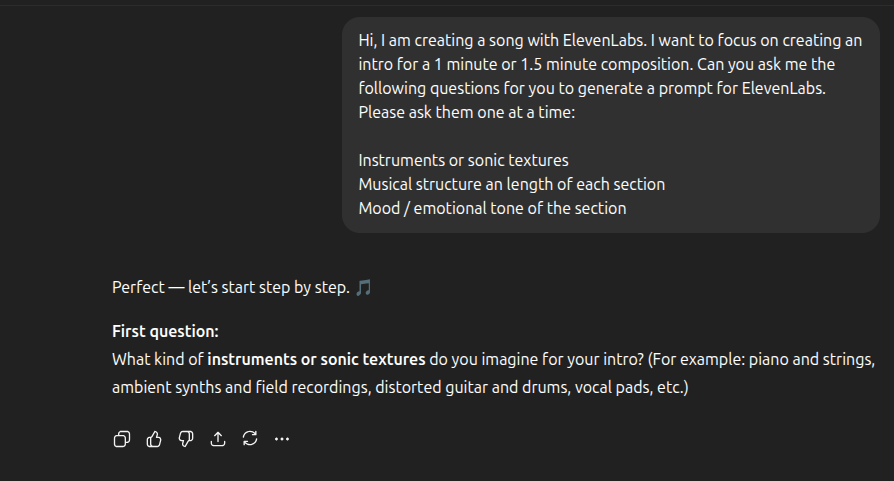 Hi, I am creating a song with ElevenLabs. I want to focus on creating an
intro for a 1 minute or 1.5 minute composition. Can you ask me the
following questions for you to generate a prompt for ElevenLabs.
Please ask them one at a time:
Instruments or sonic textures
Musical structure an length of each section
Mood / emotional tone of the section
Perfect — let’s start step by step. 🎵
First question:
What kind of instruments or sonic textures do you imagine for your intro? (For example: piano and strings,
ambient synths and field recordings, distorted guitar and drums, vocal pads, etc.)